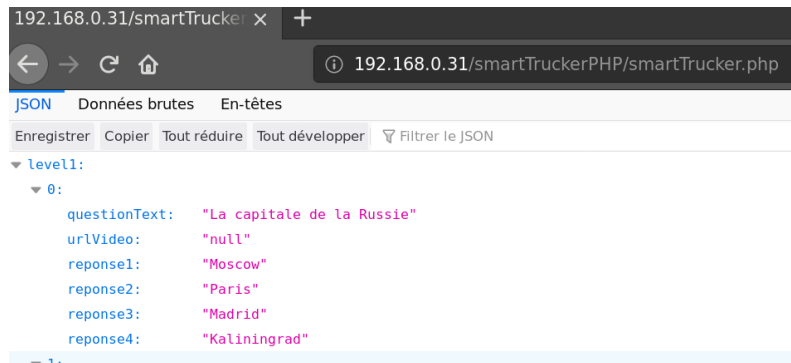 192.168.0.31/smartTrucker
192.168.0.31/smartTruckerPHP/smartTrucker.php
JSON Données brutes En-têtes
Enregistrer Copier Tout réduire Tout développer Filtrer le JSON
level1:
0:
questionText: "La capitale de la Russie"
urlVideo: "null"
reponse1: "Moscow"
reponse2: "Paris"
reponse3: "Madrid"
reponse4: "Kaliningrad"
1: